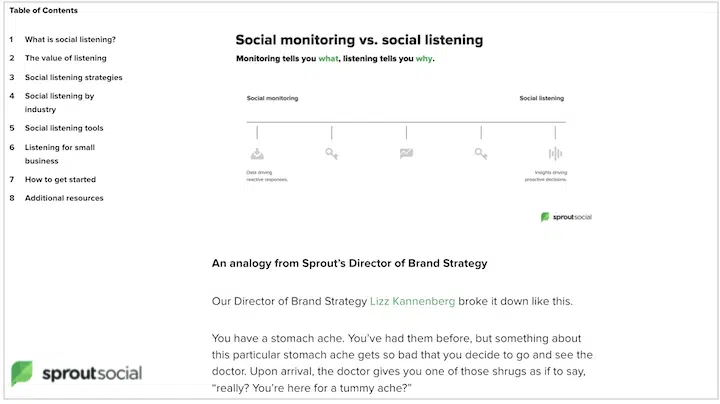 Table of Contents
1 What is social listening?
2 The value of listening
3 Social listening strategies
4 Social listening by
industry
5 Social listening tools
6 Listening for small
business
7 How to get started
8 Additional resources
Social monitoring vs. social listening
Monitoring tells you what, listening tells you why.
Social monitoring
Social listening
Data driving
reactive responses.
Insights driving
proactive decisions.
sproutsocial
An analogy from Sprout's Director of Brand Strategy
Our Director of Brand Strategy Lizz Kannenberg broke it down like this.
You have a stomach ache. You've had them before, but something about
this particular stomach ache gets so bad that you decide to go and see the
doctor. Upon arrival, the doctor gives you one of those shrugs as if to say,
"really? You're here for a tummy ache?"
sproutsocial